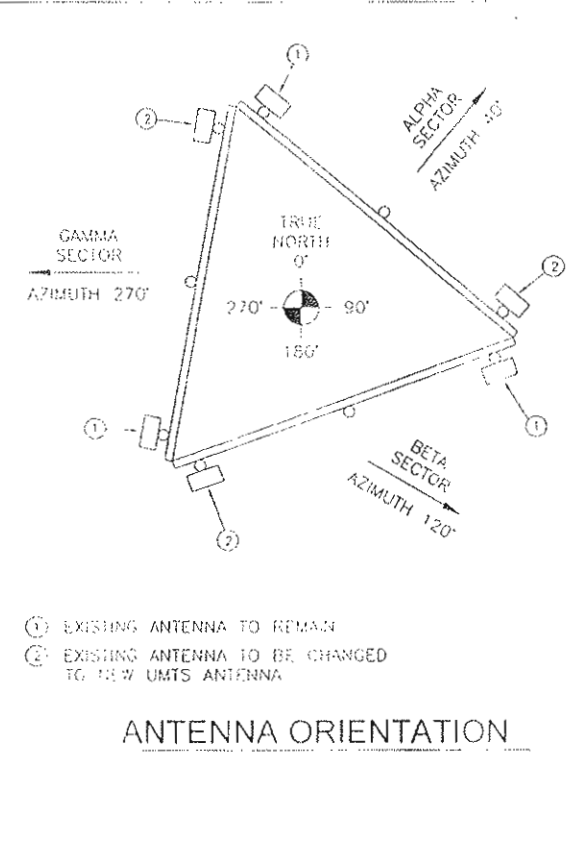 1
2
ALPHA
SECTOR
AZIMUTH 40°
GAMMA
SECTOR
AZIMUTH 270°
TRUE
NORTH
0°
270° 90°
180°
2
1
1
BETA
SECTOR
AZIMUTH 120°
2
1 EXISTING ANTENNA TO REMAIN
2 EXISTING ANTENNA TO BE CHANGED
TO NEW UMTS ANTENNA
ANTENNA ORIENTATION